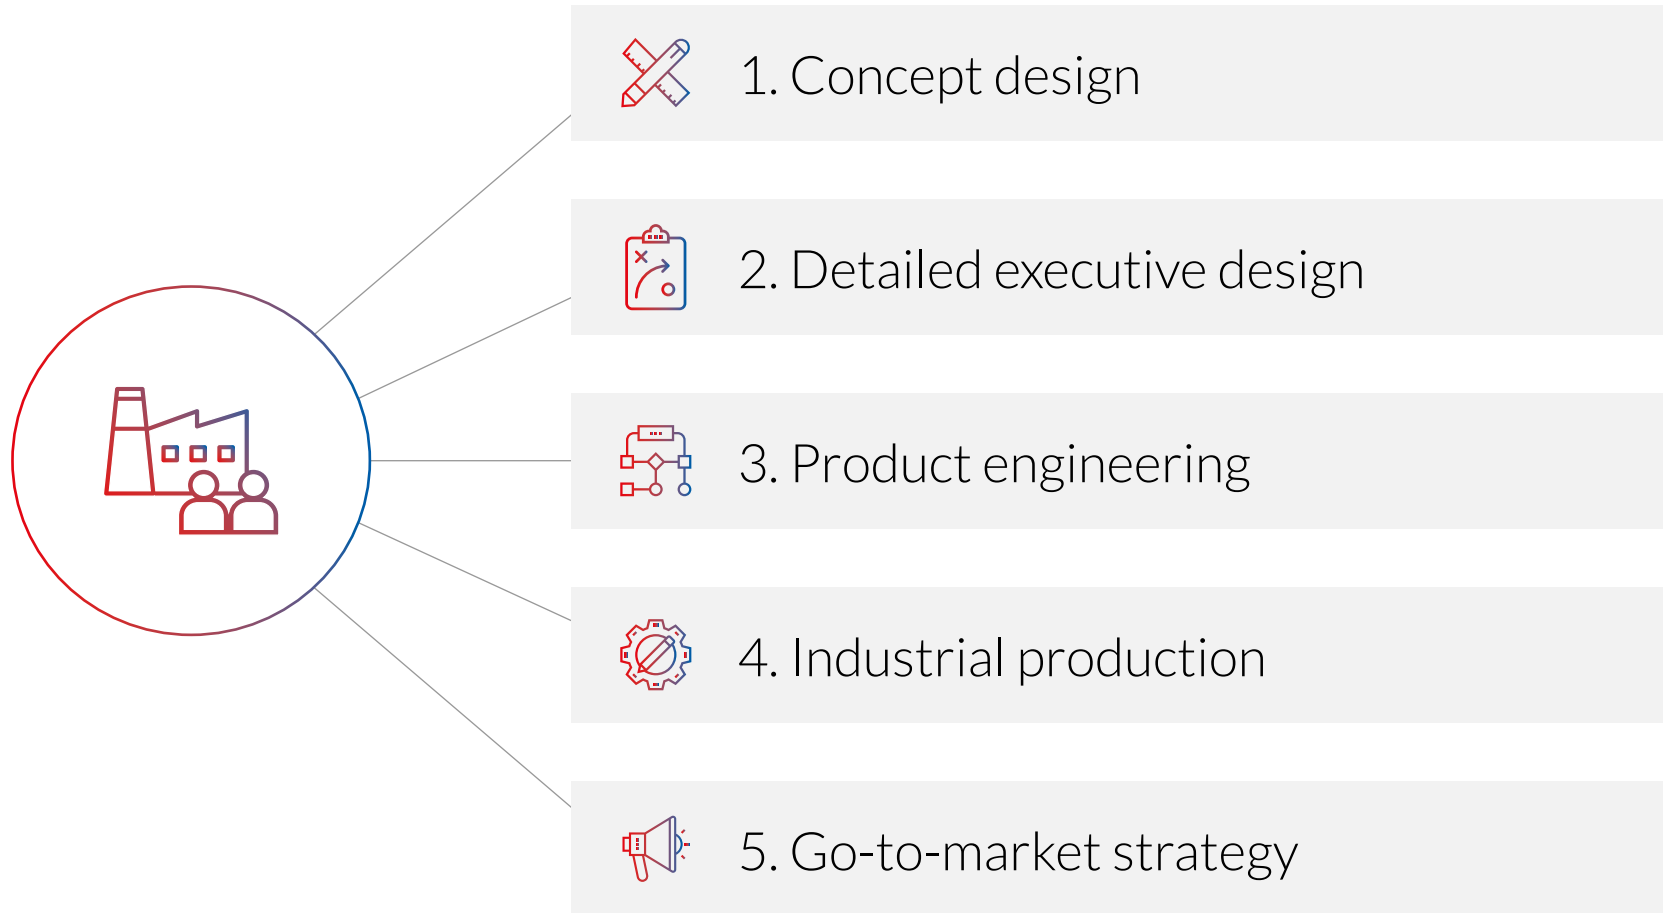 1. Concept design
2. Detailed executive design
3. Product engineering
4. Industrial production
5. Go-to-market strategy